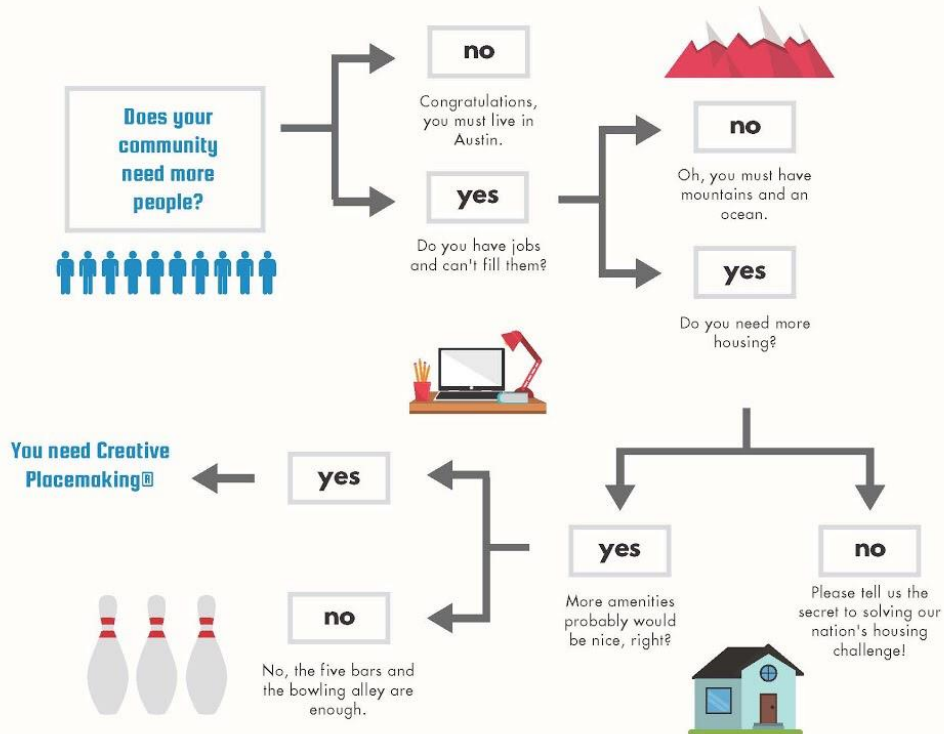 Does your
community
need more
people?
no
Congratulations,
you must live in
Austin.
yes
Do you have jobs
and can't fill them?
no
Oh, you must have
mountains and an
ocean.
yes
Do you need more
housing?
yes
More amenities
probably would
be nice, right?
no
Please tell us the
secret to solving our
nation's housing
challenge!
yes
You need Creative
Placemaking®
no
No, the five bars and
the bowling alley are
enough.